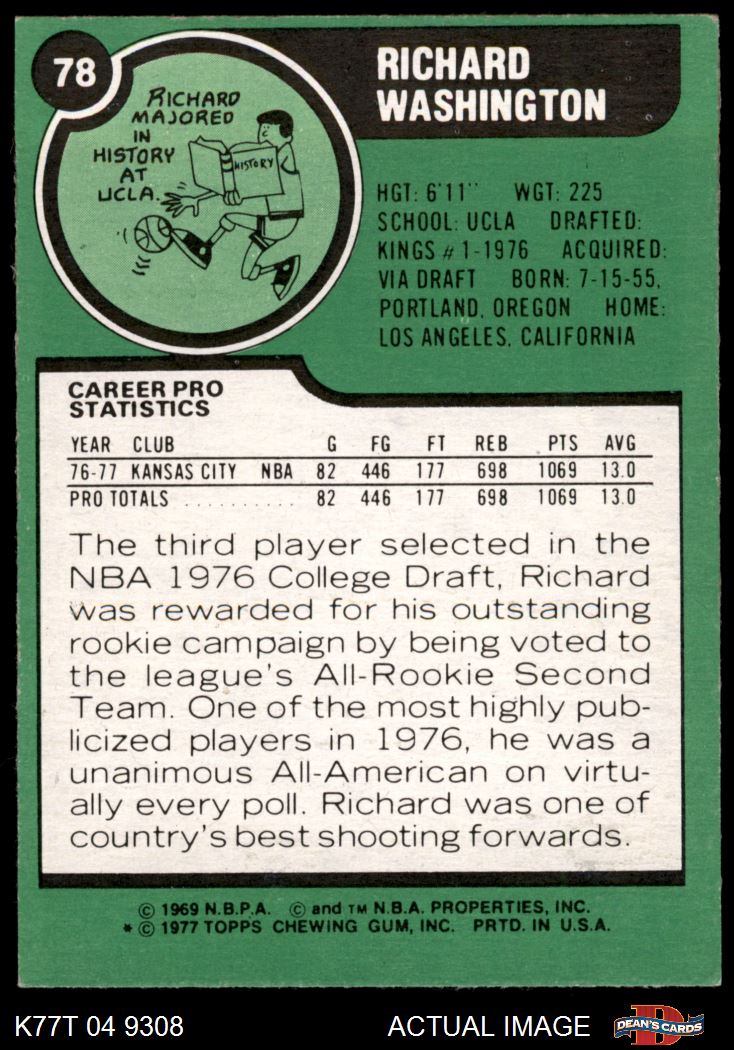 78
RICHARD
WASHINGTON
RICHARD
MAJORED
IN
HISTORY
AT
UCLA.
HISTORY
HGT: 6'11" WGT: 225
SCHOOL: UCLA DRAFTED:
KINGS #1-1976 ACQUIRED:
VIA DRAFT BORN: 7-15-55,
PORTLAND, OREGON HOME:
LOS ANGELES, CALIFORNIA
CAREER PRO
STATISTICS
YEAR CLUB G FG FT REB PTS AVG
76-77 KANSAS CITY NBA 82 446 177 698 1069 13.0
PRO TOTALS .......... 82 446 177 698 1069 13.0
The third player selected in the
NBA 1976 College Draft, Richard
was rewarded for his outstanding
rookie campaign by being voted to
the league's All-Rookie Second
Team. One of the most highly pub-
licized players in 1976, he was a
unanimous All-American on virtu-
ally every poll. Richard was one of
country's best shooting forwards.
© 1969 N.B.P.A. © and TM N.B.A. PROPERTIES, INC.
* © 1977 TOPPS CHEWING GUM, INC. PRTD. IN U.S.A.
K77T 04 9308 ACTUAL IMAGE D DEAN'S CARDS